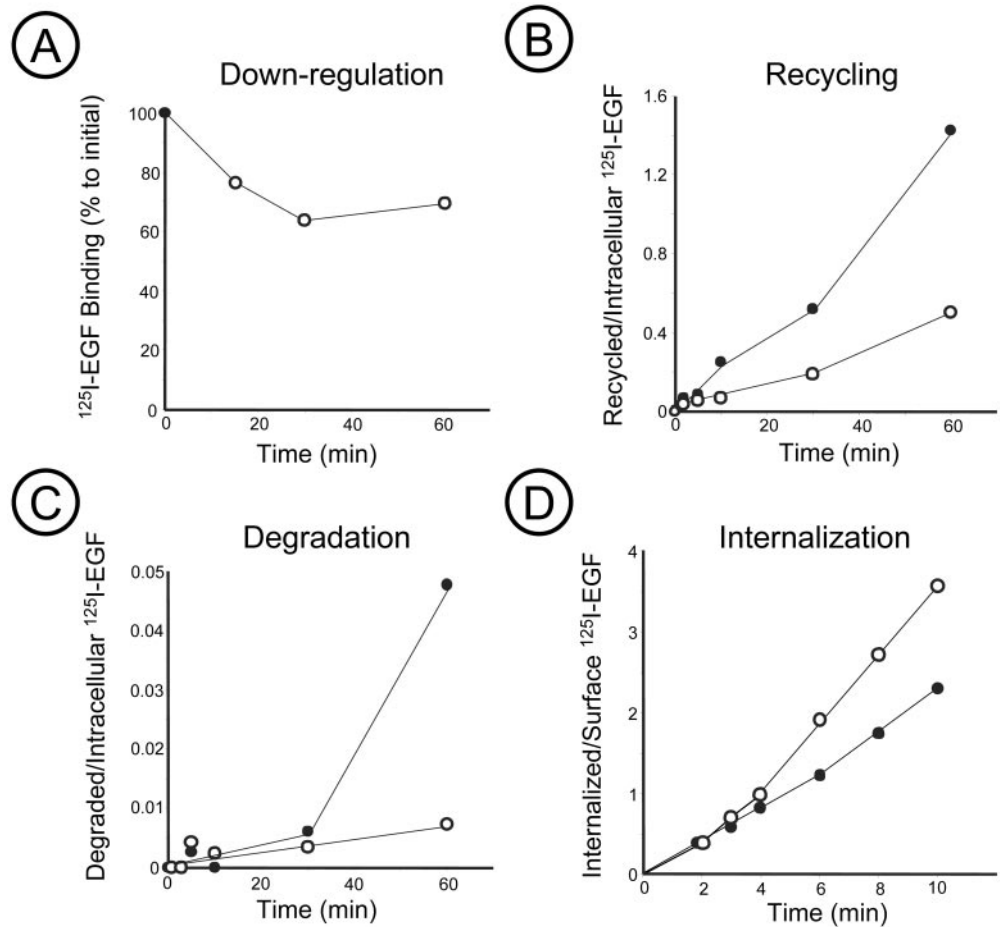 A
Down-regulation
¹²⁵I-EGF Binding (% to initial)
100
80
60
40
20
0
0
20
40
60
Time (min)
B
Recycling
Recycled/Intracellular ¹²⁵I-EGF
1.6
1.2
0.8
0.4
0
0
20
40
60
Time (min)
C
Degradation
Degraded/Intracellular ¹²⁵I-EGF
0.05
0.04
0.03
0.02
0.01
0
0
20
40
60
Time (min)
D
Internalization
Internalized/Surface ¹²⁵I-EGF
4
3
2
1
0
0
2
4
6
8
10
Time (min)